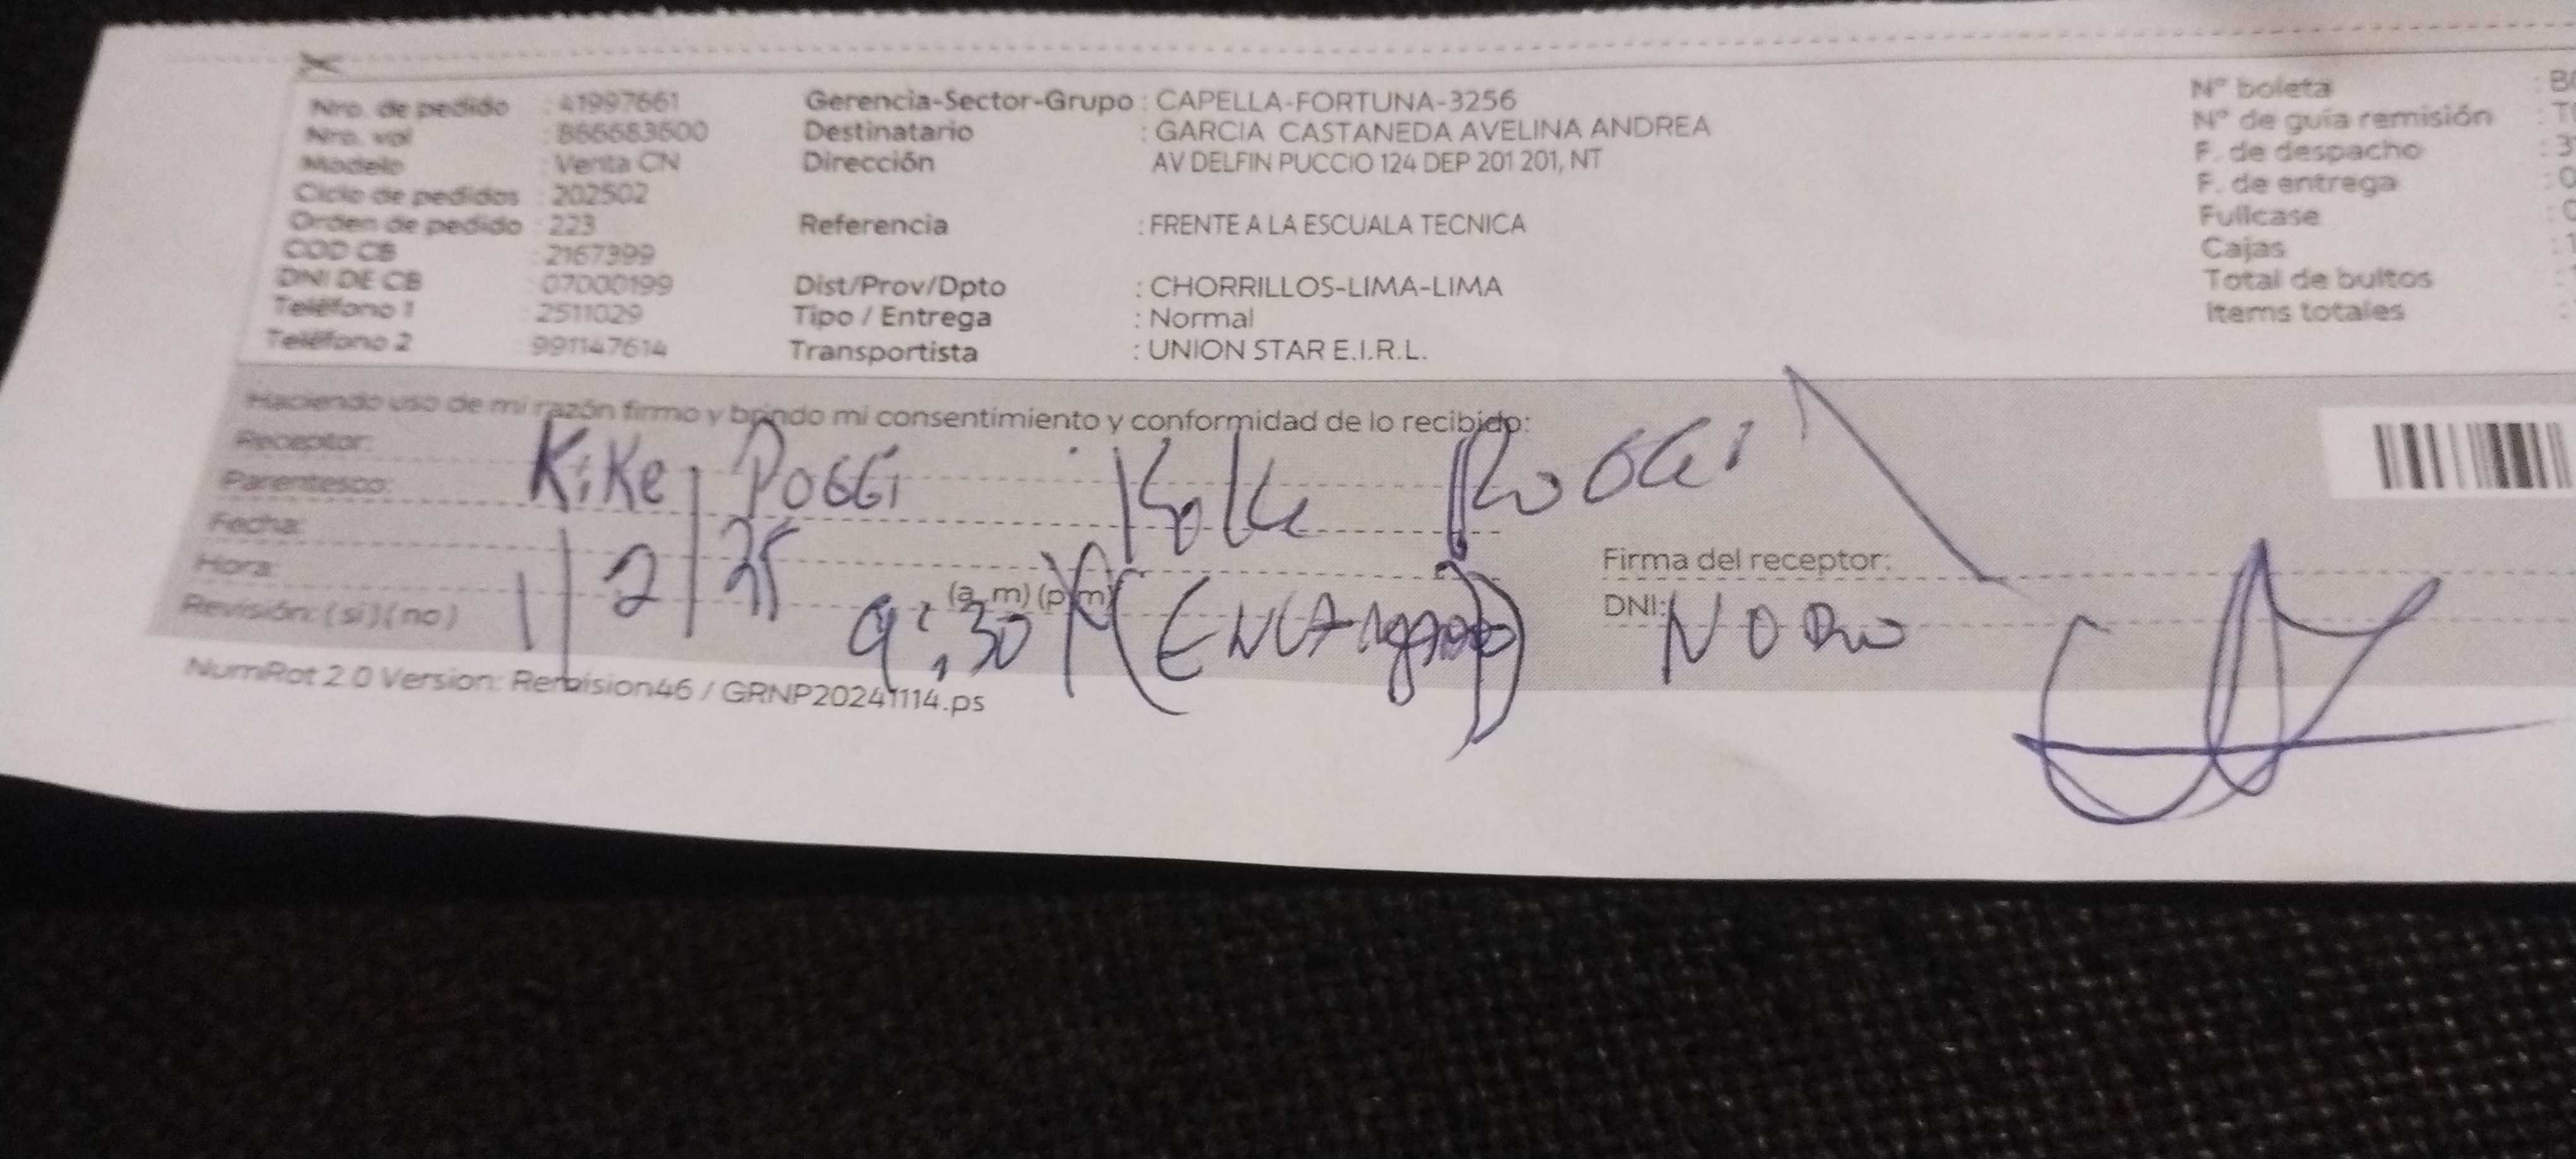 Nro. de pedido : 41997661 Gerencia-Sector-Grupo : CAPELLA-FORTUNA-3256 N° boleta
Nro. vol : 866683600 Destinatario : GARCIA CASTANEDA AVELINA ANDREA N° de guía remisión
Modelo : Venta CN Dirección AV DELFIN PUCCIO 124 DEP 201 201, NT F. de despacho
Ciclo de pedidos : 202502 F. de entrega
Orden de pedido : 223 Referencia : FRENTE A LA ESCUALA TECNICA Fullcase
COD CB : 2167399 Cajas
DNI DE CB : 07000199 Dist/Prov/Dpto : CHORRILLOS-LIMA-LIMA Total de bultos
Teléfono 1 : 2511029 Tipo / Entrega : Normal Items totales
Teléfono 2 : 991147614 Transportista : UNION STAR E.I.R.L.
Haciendo uso de mi razón firmo y brindo mi consentimiento y conformidad de lo recibido:
Receptor:
Parentesco: Kike Poggi
Fecha:
Hora: 1/2/25 (a. m) (p. m) Firma del receptor:
Revisión: (si) (no) 9:30 DNI:
NumRot 2.0 Version: / GRNP20241114.ps